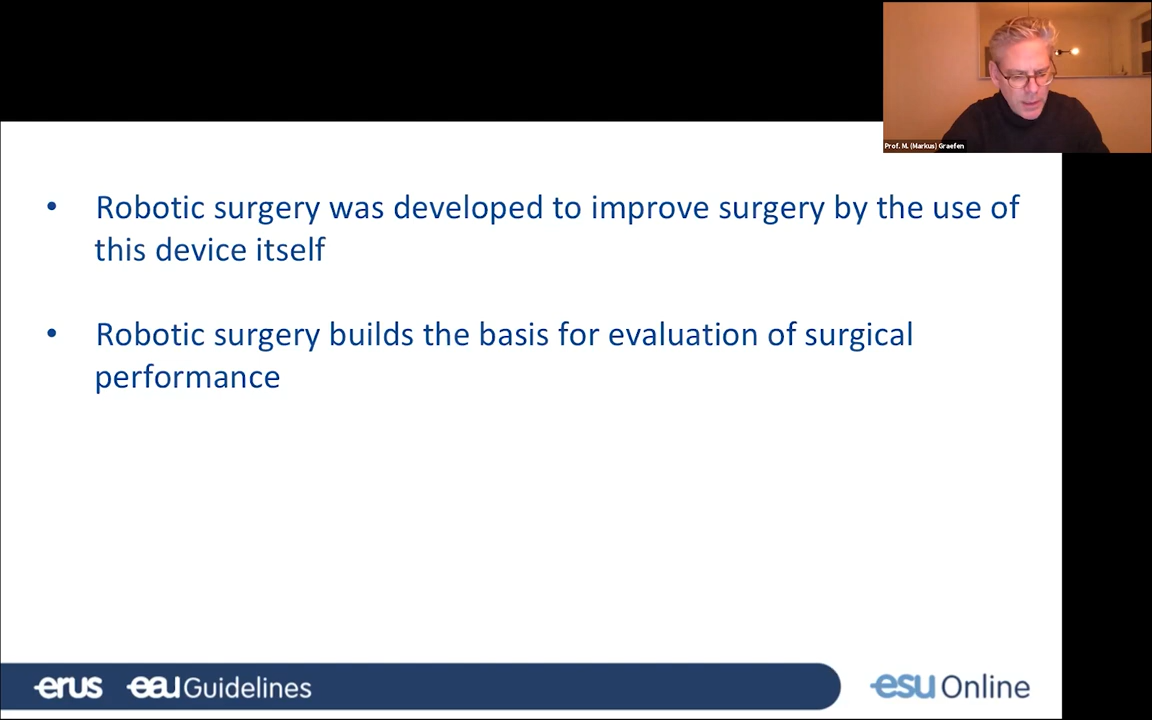 Prof. M. (Markus) Graefen
• Robotic surgery was developed to improve surgery by the use of
this device itself
• Robotic surgery builds the basis for evaluation of surgical
performance
erus eau Guidelines
esu Online